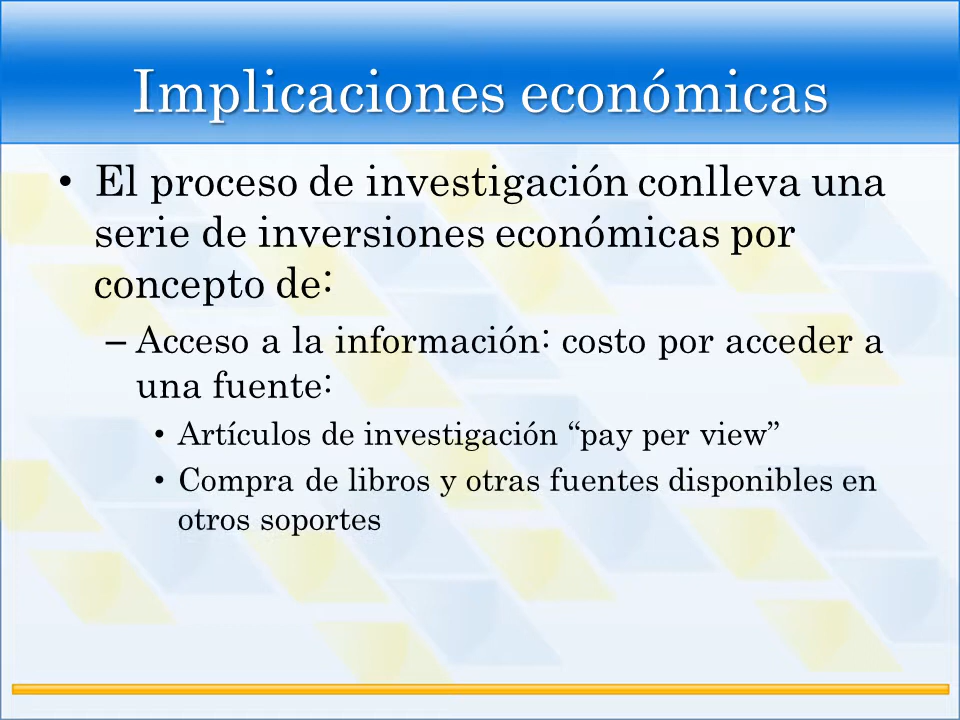 Implicaciones económicas
• El proceso de investigación conlleva una
serie de inversiones económicas por
concepto de:
– Acceso a la información: costo por acceder a
una fuente:
• Artículos de investigación “pay per view”
• Compra de libros y otras fuentes disponibles en
otros soportes